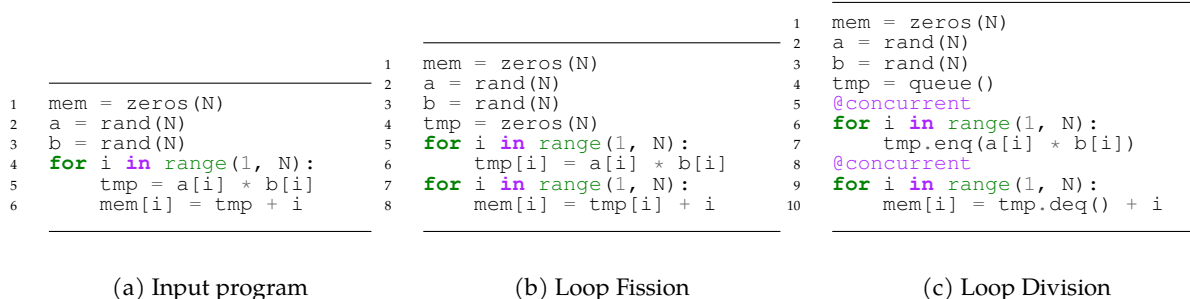 1 mem = zeros(N)
2 a = rand(N)
3 b = rand(N)
4 for i in range(1, N):
5 tmp = a[i] * b[i]
6 mem[i] = tmp + i
(a) Input program
1 mem = zeros(N)
2 a = rand(N)
3 b = rand(N)
4 tmp = zeros(N)
5 for i in range(1, N):
6 tmp[i] = a[i] * b[i]
7 for i in range(1, N):
8 mem[i] = tmp[i] + i
(b) Loop Fission
1 mem = zeros(N)
2 a = rand(N)
3 b = rand(N)
4 tmp = queue()
5 @concurrent
6 for i in range(1, N):
7 tmp.enq(a[i] * b[i])
8 @concurrent
9 for i in range(1, N):
10 mem[i] = tmp.deq() + i
(c) Loop Division